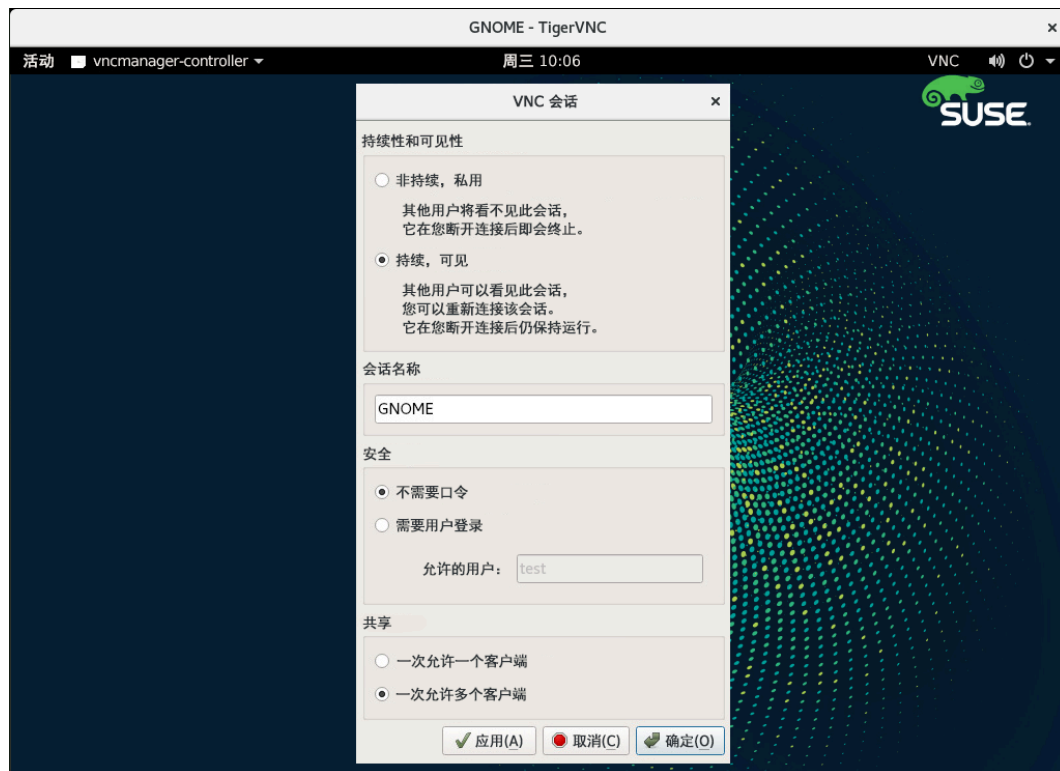 GNOME - TigerVNC
活动 vncmanager-controller 周三 10:06 VNC
SUSE
VNC 会话
持续性和可见性
非持续，私用
其他用户将看不见此会话，
它在您断开连接后即会终止。
持续，可见
其他用户可以看见此会话，
您可以重新连接该会话。
它在您断开连接后仍保持运行。
会话名称
GNOME
安全
不需要口令
需要用户登录
允许的用户： test
共享
一次允许一个客户端
一次允许多个客户端
应用(A) 取消(C) 确定(O)